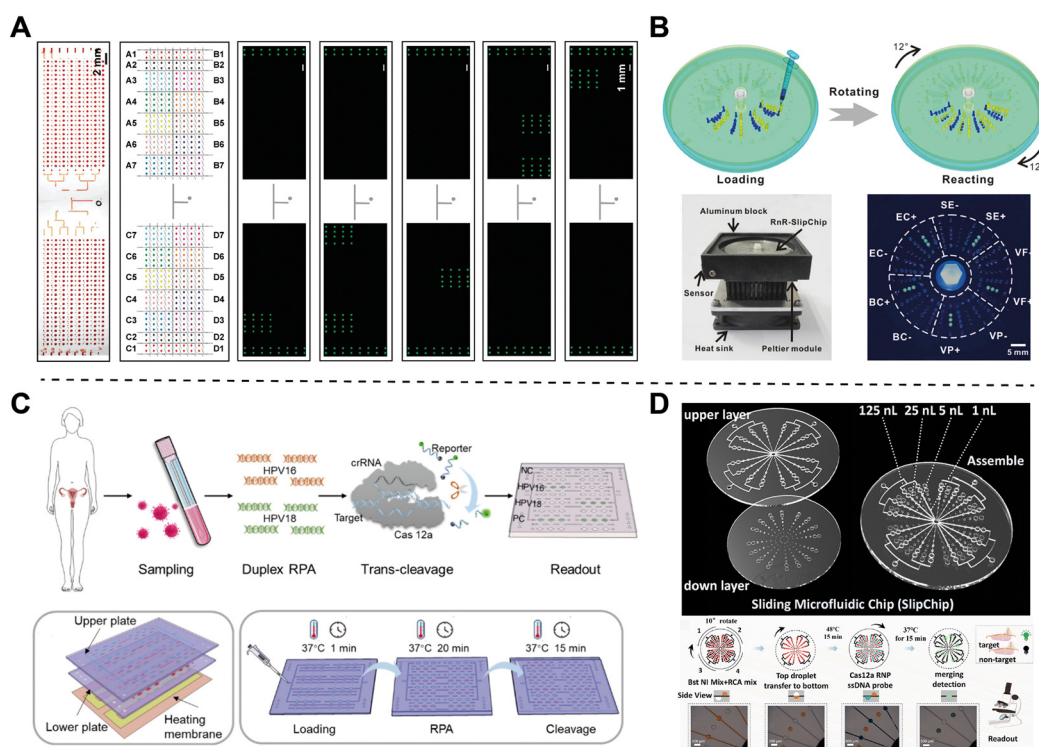 A
2 mm
A1
A2
A3
A4
A5
A6
A7
B1
B2
B3
B4
B5
B6
B7
C7
C6
C5
C4
C3
C2
C1
D7
D6
D5
D4
D3
D2
D1
1 mm
B
12°
Rotating
Loading
Reacting
12
Aluminum block
RnR-SlipChip
Sensor
Heat sink
Peltier module
SE-
EC+
SE+
EC-
VF-
BC+
VF+
BC-
VP-
VP+
5 mm
C
crRNA
Reporter
HPV16
HPV18
Target
Cas 12a
NC
HPV16
HPV18
PC
Sampling
Duplex RPA
Trans-cleavage
Readout
Upper plate
Lower plate
Heating
membrane
37°C 1 min
37°C 20 min
37°C 15 min
Loading
RPA
Cleavage
D
upper layer
125 nL 25 nL 5 nL 1 nL
Assemble
down layer
Sliding Microfluidic Chip (SlipChip)
10° rotate
1
2
3
4
48°C
15 min
37°C
for 15 min
target
non-target
Bst NI Mix+RCA mix
Top droplet
transfer to bottom
Cas12a RNP
ssDNA probe
merging
detection
Side View
Readout